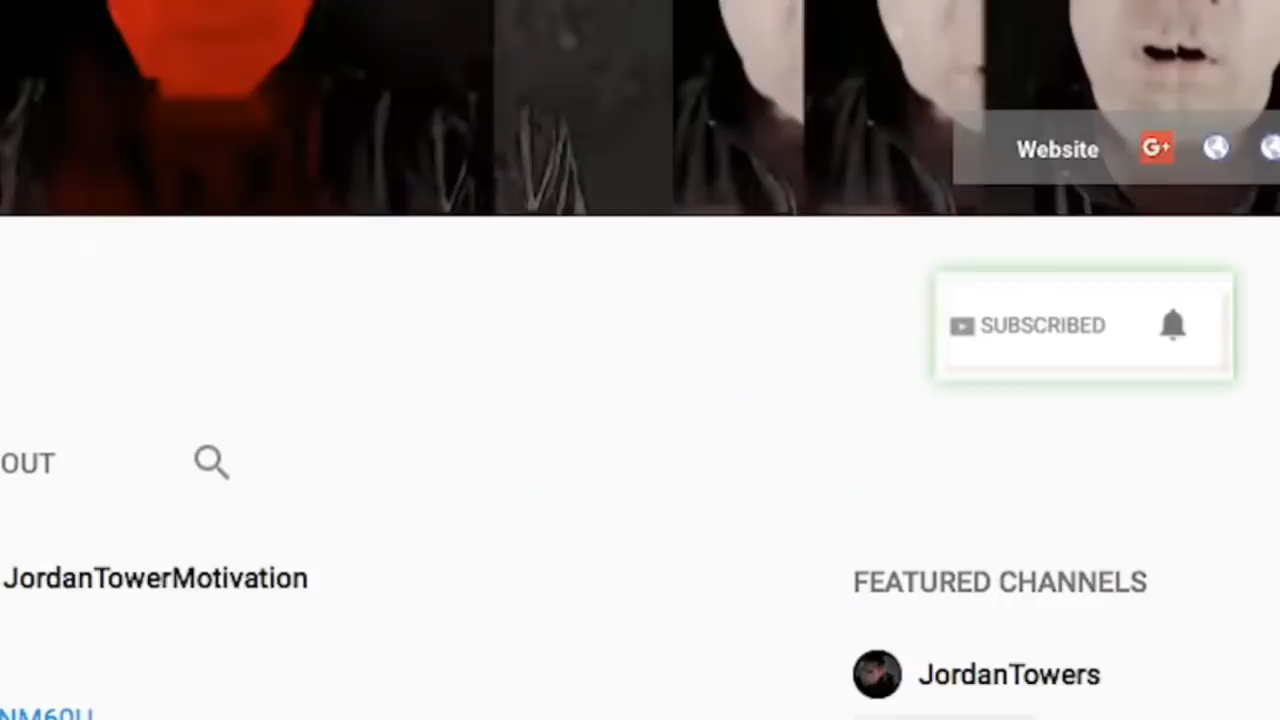 Website G+
SUBSCRIBED
OUT
JordanTowerMotivation
FEATURED CHANNELS
JordanTowers